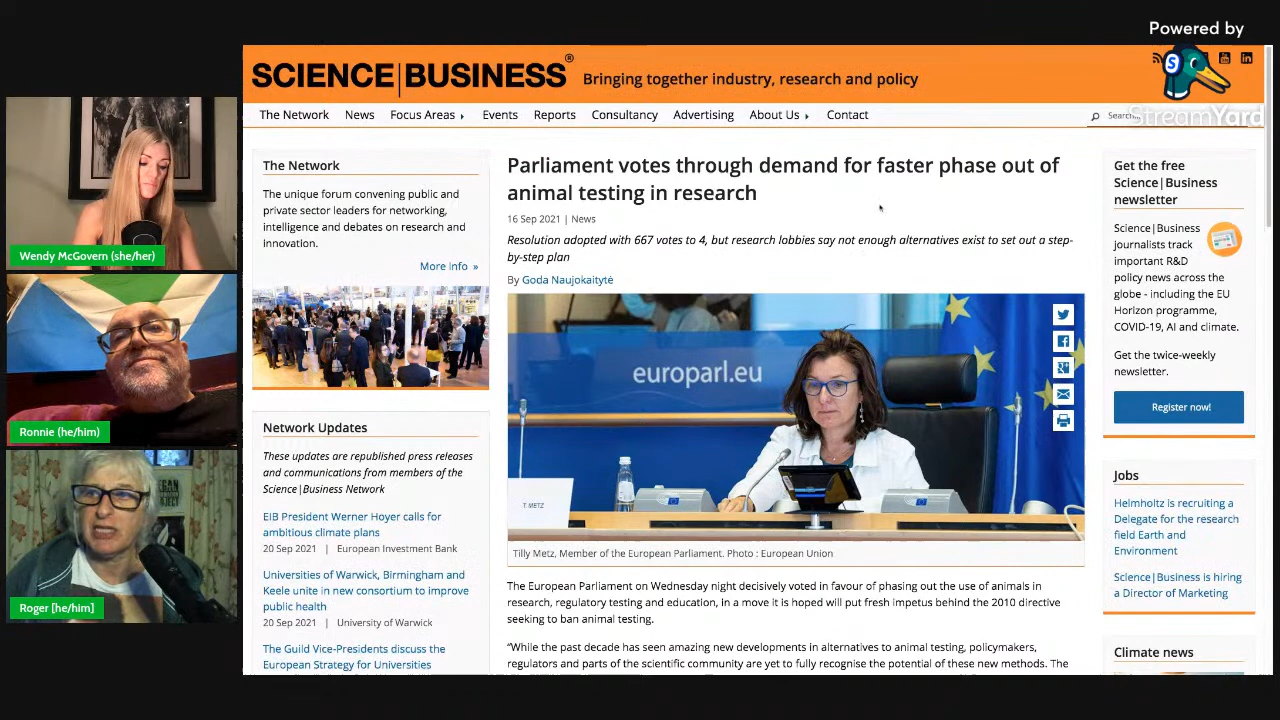 Powered by
StreamYard
SCIENCE|BUSINESS®
Bringing together industry, research and policy
The Network
News
Focus Areas
Events
Reports
Consultancy
Advertising
About Us
Contact
Search...
The Network
The unique forum convening public and
private sector leaders for networking,
intelligence and debates on research and
innovation.
More info »
Network Updates
These updates are republished press releases
and communications from members of the
Science|Business Network
EIB President Werner Hoyer calls for
ambitious climate plans
20 Sep 2021 | European Investment Bank
Universities of Warwick, Birmingham and
Keele unite in new consortium to improve
public health
20 Sep 2021 | University of Warwick
The Guild Vice-Presidents discuss the
European Strategy for Universities
Parliament votes through demand for faster phase out of
animal testing in research
16 Sep 2021 | News
Resolution adopted with 667 votes to 4, but research lobbies say not enough alternatives exist to set out a step-
by-step plan
By Goda Naujokaitytė
europarl.eu
T. METZ
Tilly Metz, Member of the European Parliament. Photo : European Union
The European Parliament on Wednesday night decisively voted in favour of phasing out the use of animals in
research, regulatory testing and education, in a move it is hoped will put fresh impetus behind the 2010 directive
seeking to ban animal testing.
“While the past decade has seen amazing new developments in alternatives to animal testing, policymakers,
regulators and parts of the scientific community are yet to fully recognise the potential of these new methods. The
Get the free
Science|Business
newsletter
Science|Business
journalists track
important R&D
policy news across the
globe - including the EU
Horizon programme,
COVID-19, AI and climate.
Get the twice-weekly
newsletter.
Register now!
Jobs
Helmholtz is recruiting a
Delegate for the research
field Earth and
Environment
Science|Business is hiring
a Director of Marketing
Climate news
Wendy McGovern (she/her)
Ronnie (he/him)
Roger [he/him]